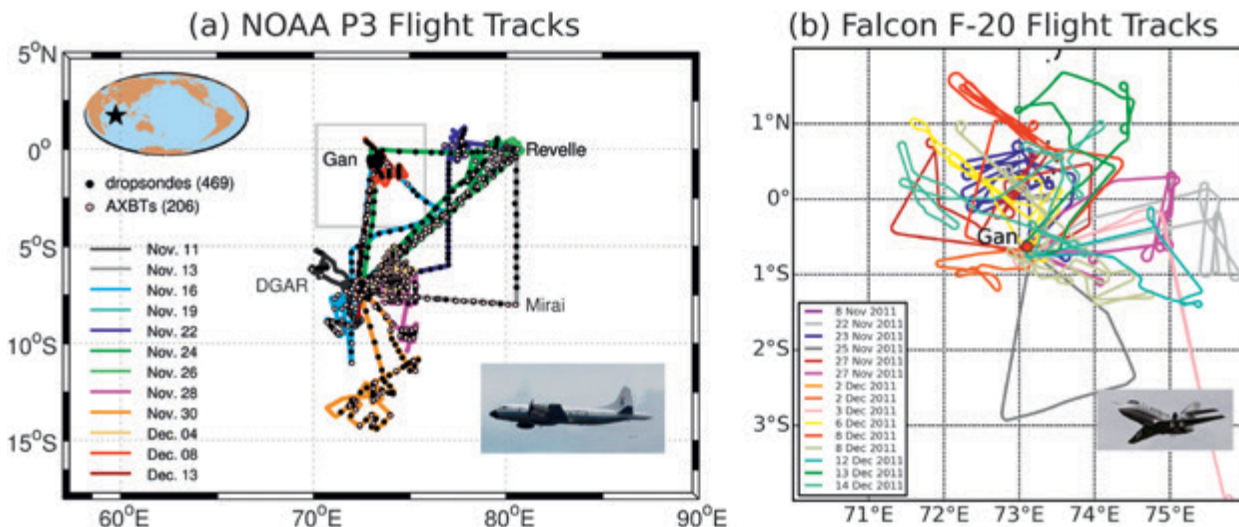 (a) NOAA P3 Flight Tracks
5°N
0°
5°S
10°S
15°S
60°E
70°E
80°E
90°E
Gan
Revelle
DGAR
Mirai
dropsondes (469)
AXBTs (206)
Nov. 11
Nov. 13
Nov. 16
Nov. 19
Nov. 22
Nov. 24
Nov. 26
Nov. 28
Nov. 30
Dec. 04
Dec. 08
Dec. 13
(b) Falcon F-20 Flight Tracks
1°N
0°
1°S
2°S
3°S
71°E
72°E
73°E
74°E
75°E
Gan
8 Nov 2011
22 Nov 2011
23 Nov 2011
25 Nov 2011
27 Nov 2011
27 Nov 2011
2 Dec 2011
2 Dec 2011
3 Dec 2011
6 Dec 2011
8 Dec 2011
8 Dec 2011
12 Dec 2011
13 Dec 2011
14 Dec 2011